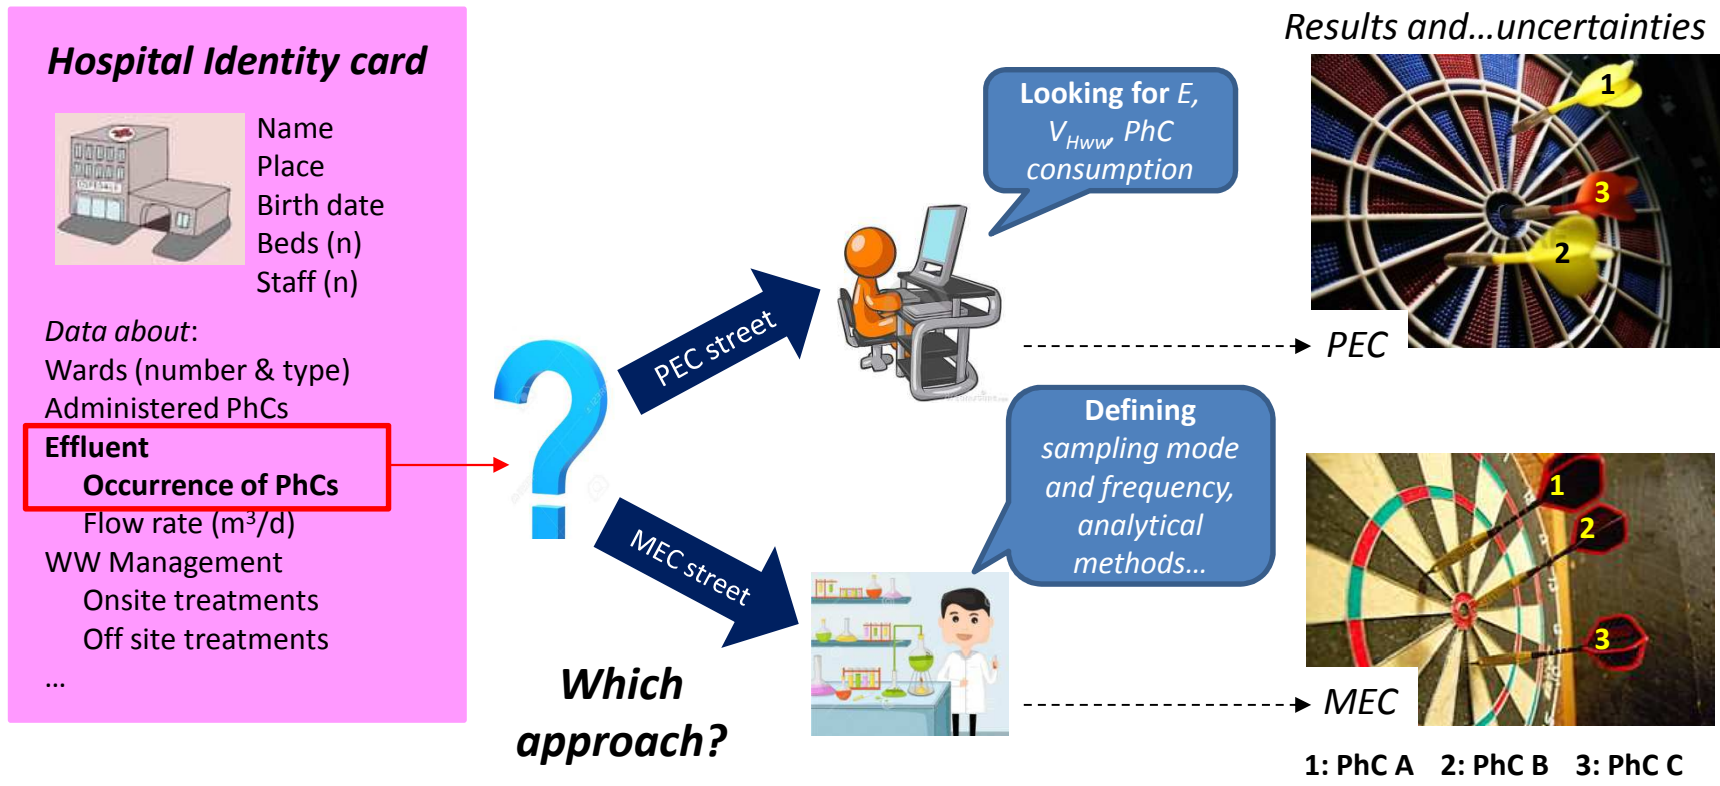 Hospital Identity card
Name
Place
Birth date
Beds (n)
Staff (n)
Data about:
Wards (number & type)
Administered PhCs
Effluent
Occurrence of PhCs
Flow rate (m³/d)
WW Management
Onsite treatments
Off site treatments
...
Which
approach?
PEC street
MEC street
Looking for E,
V_Hww, PhC
consumption
Defining
sampling mode
and frequency,
analytical
methods...
Results and...uncertainties
1
3
2
PEC
1
2
3
MEC
1: PhC A 2: PhC B 3: PhC C